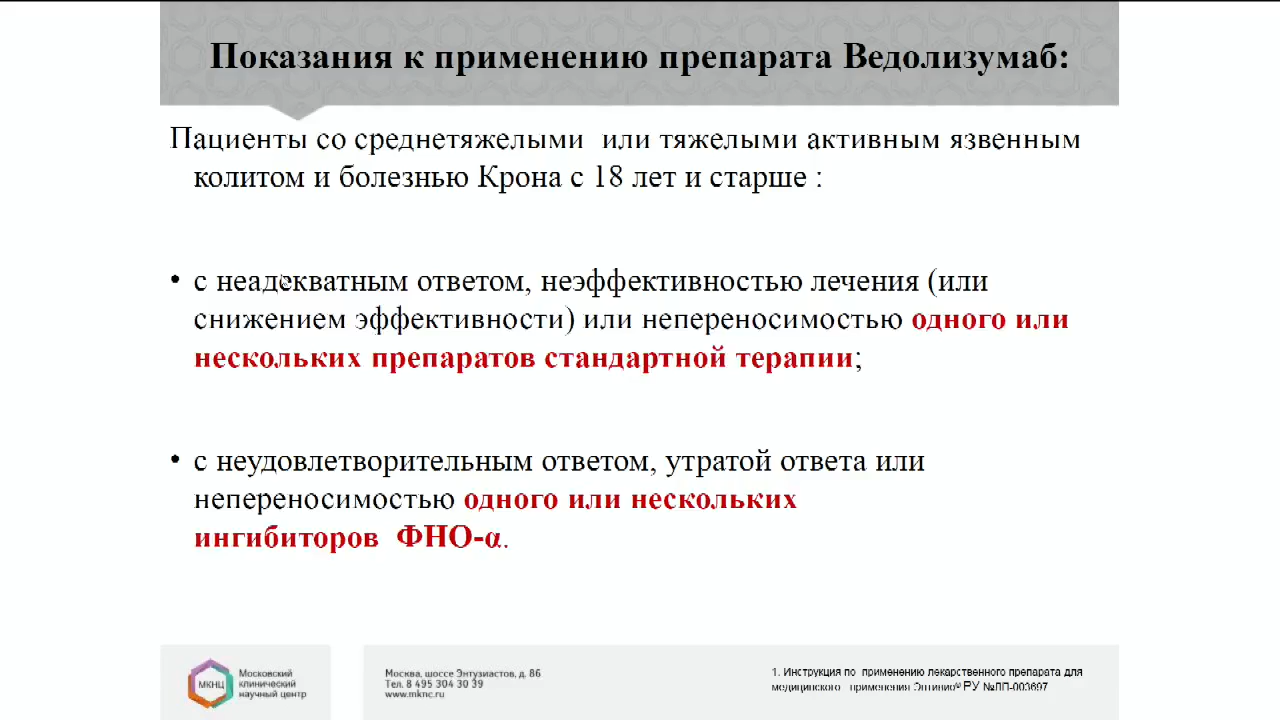 Показания к применению препарата Ведолизумаб:
Пациенты со среднетяжелыми или тяжелыми активным язвенным
колитом и болезнью Крона с 18 лет и старше :
• с неадекватным ответом, неэффективностью лечения (или
снижением эффективности) или непереносимостью одного или
нескольких препаратов стандартной терапии;
• с неудовлетворительным ответом, утратой ответа или
непереносимостью одного или нескольких
ингибиторов ФНО-α.
МКНЦ
Московский
клинический
научный центр
Москва, шоссе Энтузиастов, д. 86
Тел. 8 495 304 30 39
www.mknc.ru
1. Инструкция по применению лекарственного препарата для
медицинского применения Энтивио® РУ №ЛП-003697